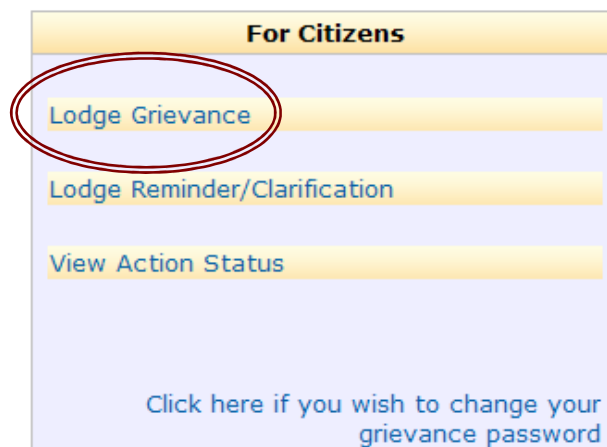 For Citizens
Lodge Grievance
Lodge Reminder/Clarification
View Action Status
Click here if you wish to change your
grievance password